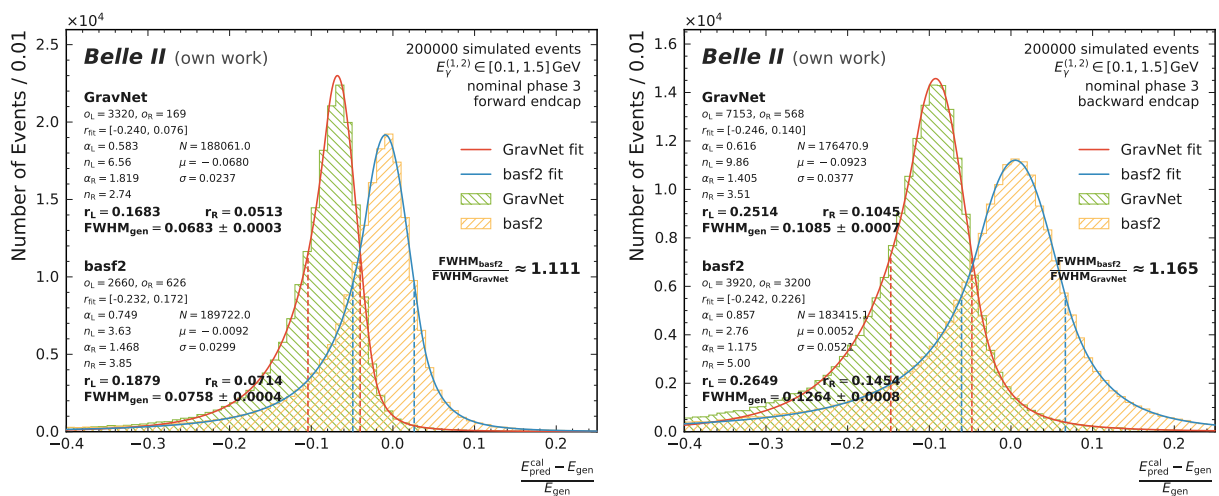 ×10⁴
Number of Events / 0.01
2.5
2.0
1.5
1.0
0.5
0.0
−0.4 −0.3 −0.2 −0.1 0.0 0.1 0.2
Belle II (own work)
200000 simulated events
E_γ^(1,2) ∈ [0.1, 1.5] GeV
nominal phase 3
forward endcap
GravNet
o_L = 3320, o_R = 169
r_fit = [-0.240, 0.076]
α_L = 0.583 N = 188061.0
n_L = 6.56 μ = −0.0680
α_R = 1.819 σ = 0.0237
n_R = 2.74
r_L = 0.1683 r_R = 0.0513
FWHM_gen = 0.0683 ± 0.0003
basf2
o_L = 2660, o_R = 626
r_fit = [-0.232, 0.172]
α_L = 0.749 N = 189722.0
n_L = 3.63 μ = −0.0092
α_R = 1.468 σ = 0.0299
n_R = 3.85
r_L = 0.1879 r_R = 0.0714
FWHM_gen = 0.0758 ± 0.0004
GravNet fit
basf2 fit
GravNet
basf2
FWHM_basf2 / FWHM_GravNet ≈ 1.111
E_pred^cal − E_gen
E_gen
×10⁴
Number of Events / 0.01
1.6
1.4
1.2
1.0
0.8
0.6
0.4
0.2
0.0
−0.4 −0.3 −0.2 −0.1 0.0 0.1 0.2
Belle II (own work)
200000 simulated events
E_γ^(1,2) ∈ [0.1, 1.5] GeV
nominal phase 3
backward endcap
GravNet
o_L = 7153, o_R = 568
r_fit = [-0.246, 0.140]
α_L = 0.616 N = 176470.9
n_L = 9.86 μ = −0.0923
α_R = 1.405 σ = 0.0377
n_R = 3.51
r_L = 0.2514 r_R = 0.1045
FWHM_gen = 0.1085 ± 0.0007
basf2
o_L = 3920, o_R = 3200
r_fit = [-0.242, 0.226]
α_L = 0.857 N = 183415.1
n_L = 2.76 μ = 0.0052
α_R = 1.175 σ = 0.0521
n_R = 5.00
r_L = 0.2649 r_R = 0.1454
FWHM_gen = 0.1264 ± 0.0008
GravNet fit
basf2 fit
GravNet
basf2
FWHM_basf2 / FWHM_GravNet ≈ 1.165
E_pred^cal − E_gen
E_gen